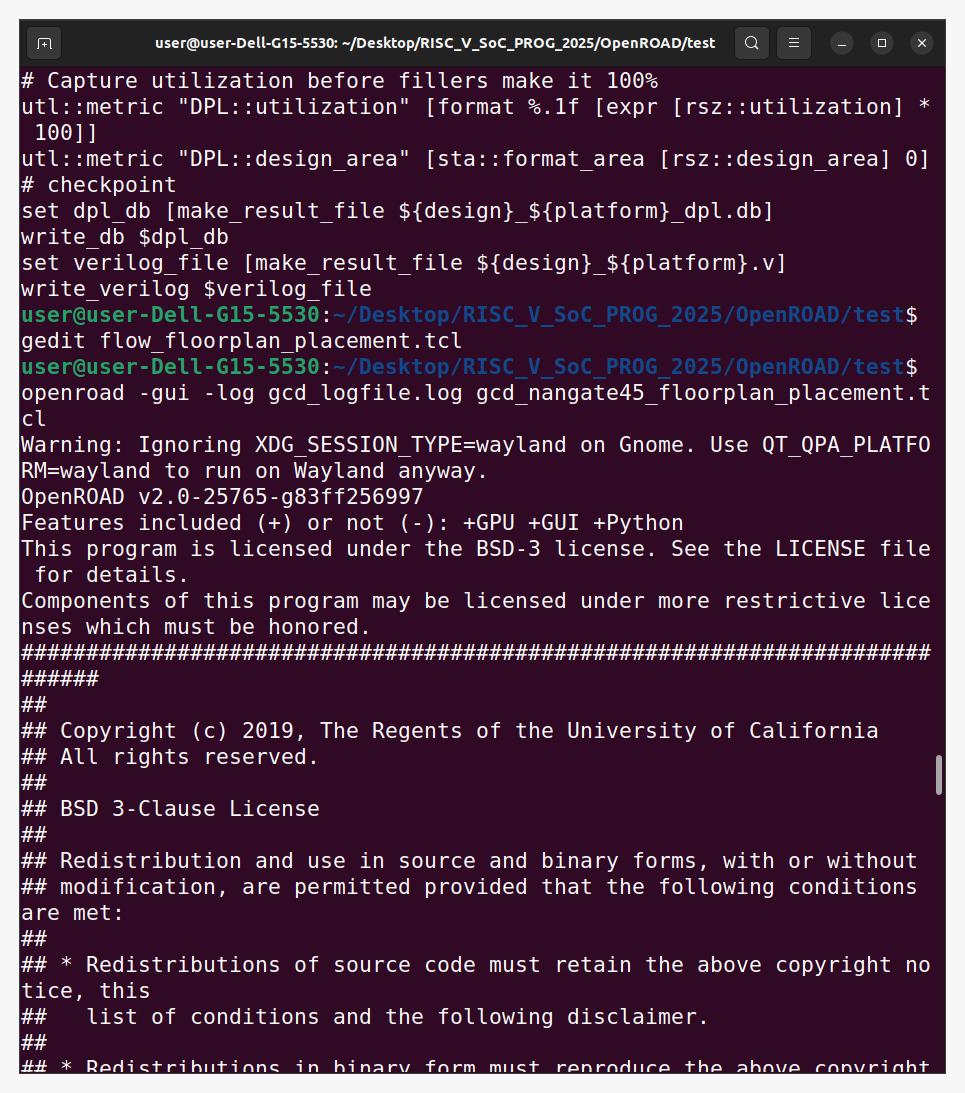 user@user-Dell-G15-5530: ~/Desktop/RISC_V_SoC_PROG_2025/OpenROAD/test
# Capture utilization before fillers make it 100%
utl::metric "DPL::utilization" [format %.1f [expr [rsz::utilization] *
 100]]
utl::metric "DPL::design_area" [sta::format_area [rsz::design_area] 0]
# checkpoint
set dpl_db [make_result_file ${design}_${platform}_dpl.db]
write_db $dpl_db
set verilog_file [make_result_file ${design}_${platform}.v]
write_verilog $verilog_file
user@user-Dell-G15-5530:~/Desktop/RISC_V_SoC_PROG_2025/OpenROAD/test$
gedit flow_floorplan_placement.tcl
user@user-Dell-G15-5530:~/Desktop/RISC_V_SoC_PROG_2025/OpenROAD/test$
openroad -gui -log gcd_logfile.log gcd_nangate45_floorplan_placement.t
cl
Warning: Ignoring XDG_SESSION_TYPE=wayland on Gnome. Use QT_QPA_PLATFO
RM=wayland to run on Wayland anyway.
OpenROAD v2.0-25765-g83ff256997
Features included (+) or not (-): +GPU +GUI +Python
This program is licensed under the BSD-3 license. See the LICENSE file
 for details.
Components of this program may be licensed under more restrictive lice
nses which must be honored.
######################################################################
######
##
## Copyright (c) 2019, The Regents of the University of California
## All rights reserved.
##
## BSD 3-Clause License
##
## Redistribution and use in source and binary forms, with or without
## modification, are permitted provided that the following conditions
are met:
##
## * Redistributions of source code must retain the above copyright no
tice, this
##   list of conditions and the following disclaimer.
##
## * Redistributions in binary form must reproduce the above copyright